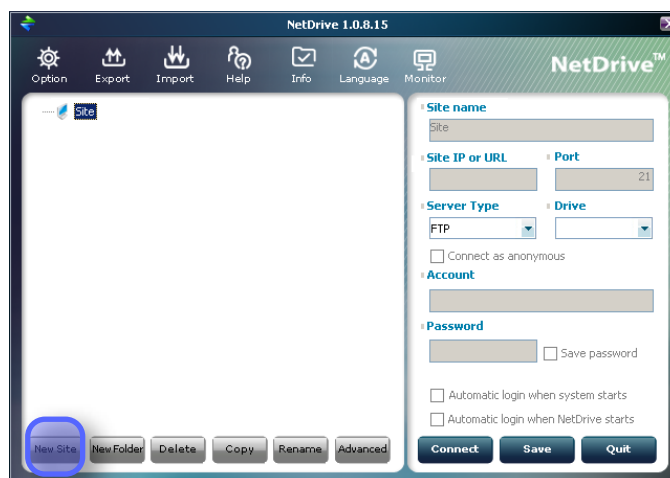 NetDrive 1.0.8.15
Option Export Import Help Info Language Monitor
NetDrive™
Site
Site name
Site
Site IP or URL Port
21
Server Type Drive
FTP
Connect as anonymous
Account
Password
Save password
Automatic login when system starts
Automatic login when NetDrive starts
New Site New Folder Delete Copy Rename Advanced
Connect Save Quit